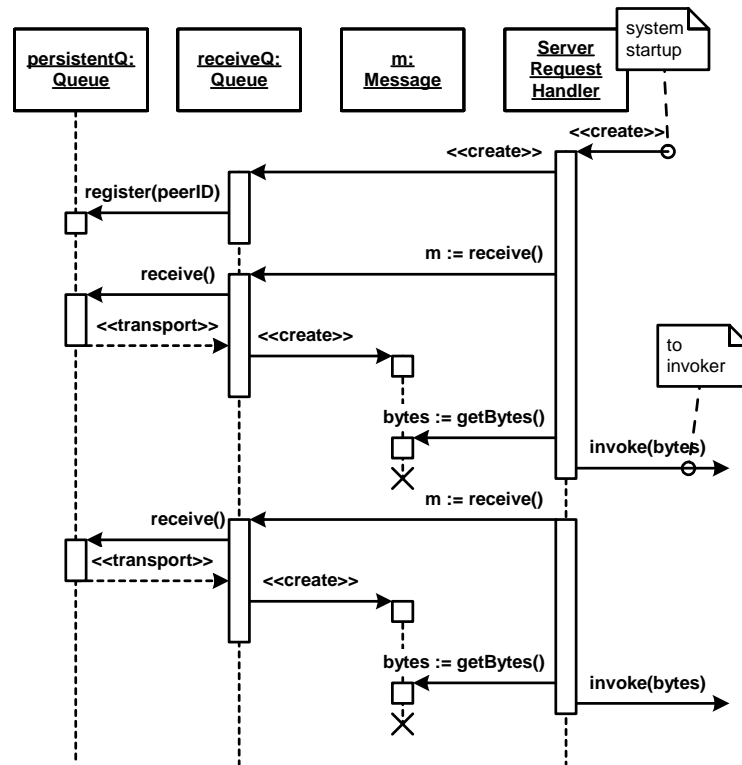 system
startup
persistentQ:
Queue
receiveQ:
Queue
m:
Message
Server
Request
Handler
<<create>>
<<create>>
register(peerID)
m := receive()
receive()
<<transport>>
<<create>>
to
invoker
bytes := getBytes()
invoke(bytes)
m := receive()
receive()
<<transport>>
<<create>>
bytes := getBytes()
invoke(bytes)